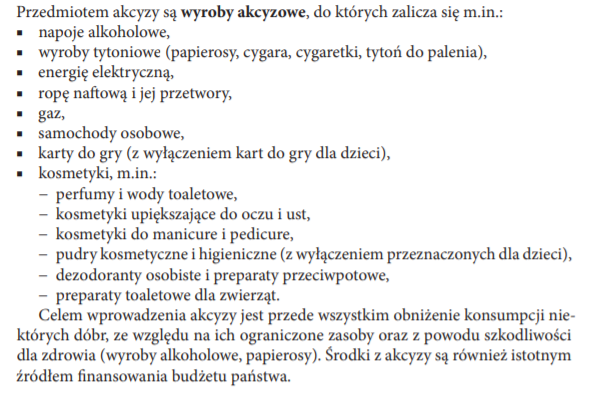 Przedmiotem akcyzy są wyroby akcyzowe, do których zalicza się m.in.:
▪ napoje alkoholowe,
▪ wyroby tytoniowe (papierosy, cygara, cygaretki, tytoń do palenia),
▪ energię elektryczną,
▪ ropę naftową i jej przetwory,
▪ gaz,
▪ samochody osobowe,
▪ karty do gry (z wyłączeniem kart do gry dla dzieci),
▪ kosmetyki, m.in.:
– perfumy i wody toaletowe,
– kosmetyki upiększające do oczu i ust,
– kosmetyki do manicure i pedicure,
– pudry kosmetyczne i higieniczne (z wyłączeniem przeznaczonych dla dzieci),
– dezodoranty osobiste i preparaty przeciwpotowe,
– preparaty toaletowe dla zwierząt.
Celem wprowadzenia akcyzy jest przede wszystkim obniżenie konsumpcji nie-
których dóbr, ze względu na ich ograniczone zasoby oraz z powodu szkodliwości
dla zdrowia (wyroby alkoholowe, papierosy). Środki z akcyzy są również istotnym
źródłem finansowania budżetu państwa.